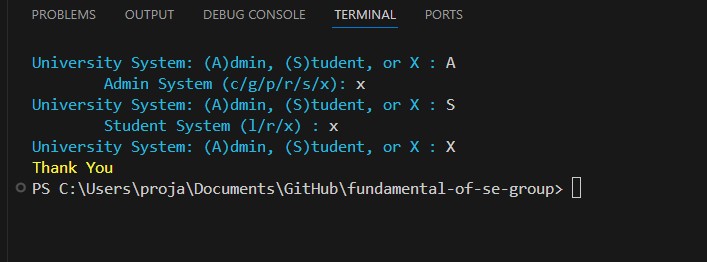 PROBLEMS OUTPUT DEBUG CONSOLE TERMINAL PORTS
University System: (A)dmin, (S)tudent, or X : A
Admin System (c/g/p/r/s/x): x
University System: (A)dmin, (S)tudent, or X : S
Student System (l/r/x) : x
University System: (A)dmin, (S)tudent, or X : X
Thank You
PS C:\Users\proja\Documents\GitHub\fundamental-of-se-group>